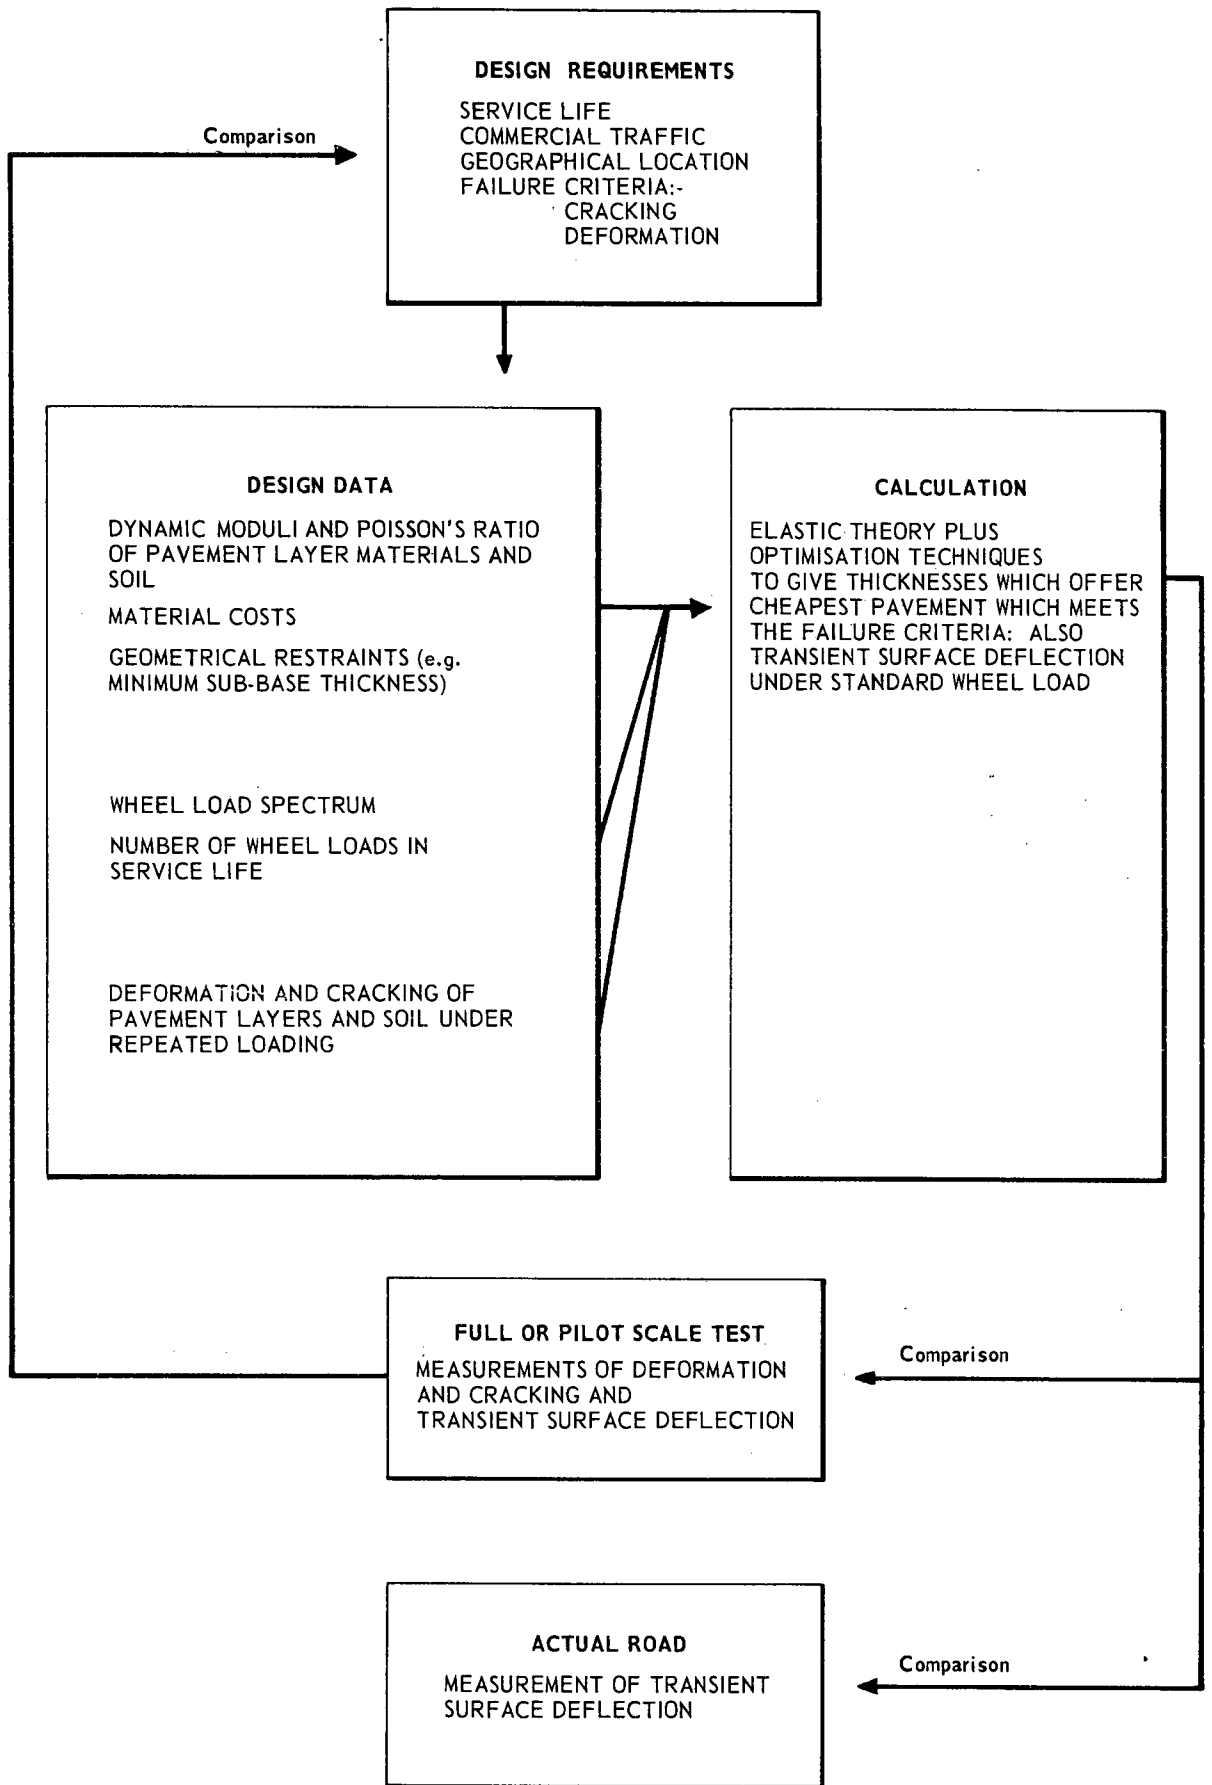 DESIGN REQUIREMENTS
SERVICE LIFE
COMMERCIAL TRAFFIC
GEOGRAPHICAL LOCATION
FAILURE CRITERIA:-
CRACKING
DEFORMATION
Comparison
DESIGN DATA
DYNAMIC MODULI AND POISSON'S RATIO
OF PAVEMENT LAYER MATERIALS AND
SOIL
MATERIAL COSTS
GEOMETRICAL RESTRAINTS (e.g.
MINIMUM SUB-BASE THICKNESS)
WHEEL LOAD SPECTRUM
NUMBER OF WHEEL LOADS IN
SERVICE LIFE
DEFORMATION AND CRACKING OF
PAVEMENT LAYERS AND SOIL UNDER
REPEATED LOADING
CALCULATION
ELASTIC THEORY PLUS
OPTIMISATION TECHNIQUES
TO GIVE THICKNESSES WHICH OFFER
CHEAPEST PAVEMENT WHICH MEETS
THE FAILURE CRITERIA: ALSO
TRANSIENT SURFACE DEFLECTION
UNDER STANDARD WHEEL LOAD
FULL OR PILOT SCALE TEST
MEASUREMENTS OF DEFORMATION
AND CRACKING AND
TRANSIENT SURFACE DEFLECTION
Comparison
ACTUAL ROAD
MEASUREMENT OF TRANSIENT
SURFACE DEFLECTION
Comparison